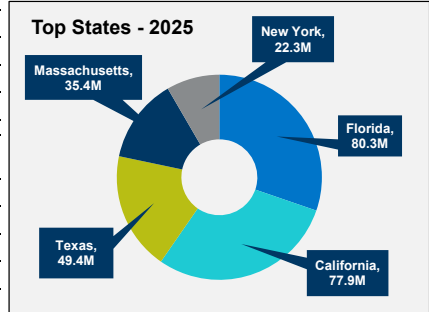 Top States - 2025
New York,
22.3M
Massachusetts,
35.4M
Florida,
80.3M
Texas,
49.4M
California,
77.9M